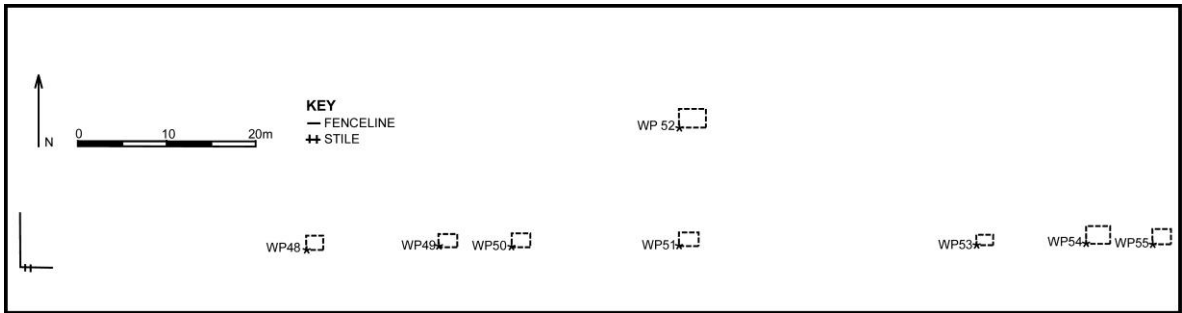 KEY
— FENCELINE
STILE
N
0 10 20m
WP 52
WP48
WP49
WP50
WP51
WP53
WP54
WP55